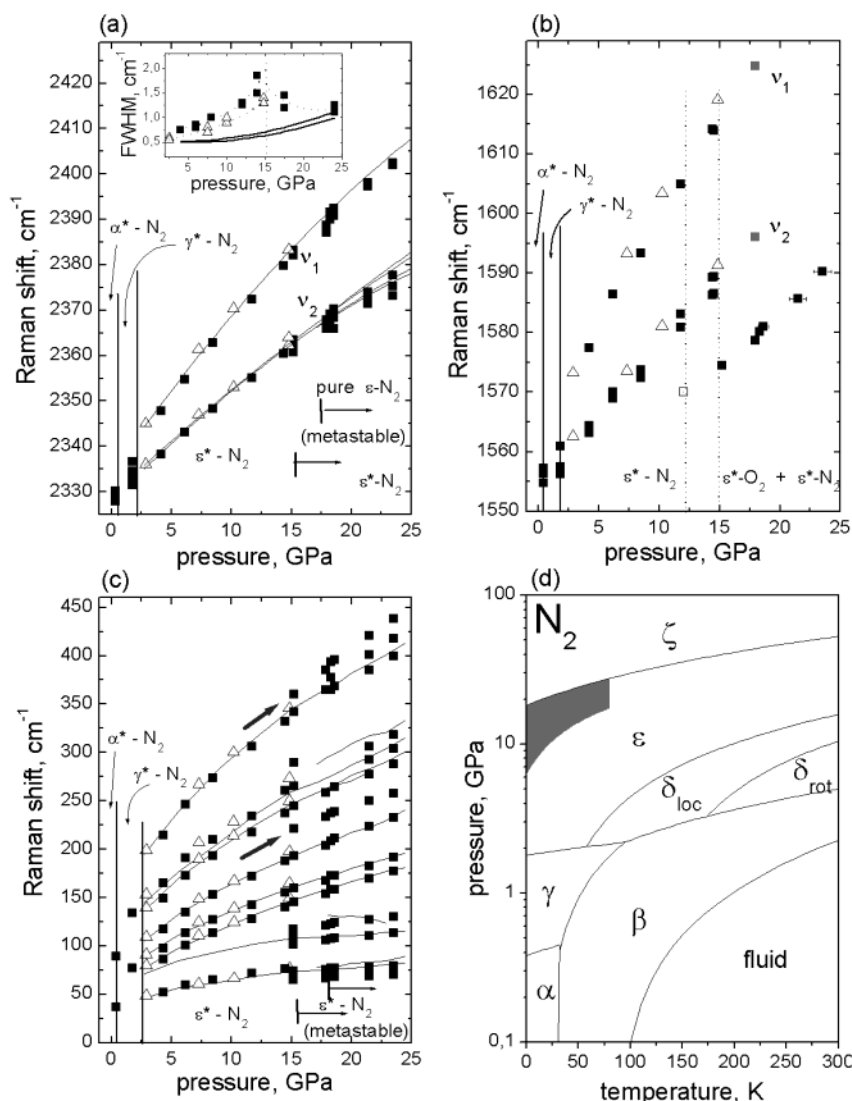 (a)
2420
2410
2400
2390
2380
2370
2360
2350
2340
2330
Raman shift, cm⁻¹
2,0
1,5
1,0
0,5
FWHM, cm⁻¹
5 10 15 20 25
pressure, GPa
α* - N₂
γ* - N₂
ν₁
ν₂
pure ε-N₂
(metastable)
ε* - N₂
ε*-N₂
0 5 10 15 20 25
pressure, GPa
(b)
1620
1610
1600
1590
1580
1570
1560
1550
Raman shift, cm⁻¹
ν₁
α* - N₂
γ* - N₂
ν₂
ε* - N₂
ε*-O₂ + ε*-N₂
0 5 10 15 20
pressure, GPa
(c)
450
400
350
300
250
200
150
100
50
0
Raman shift, cm⁻¹
α* - N₂
γ* - N₂
ε* - N₂
ε* - N₂
(metastable)
0 5 10 15 20 25
pressure, GPa
(d)
100
10
1
0,1
pressure, GPa
N₂
ζ
ε
δloc
δrot
γ
β
α
fluid
0 50 100 150 200 250 300
temperature, K